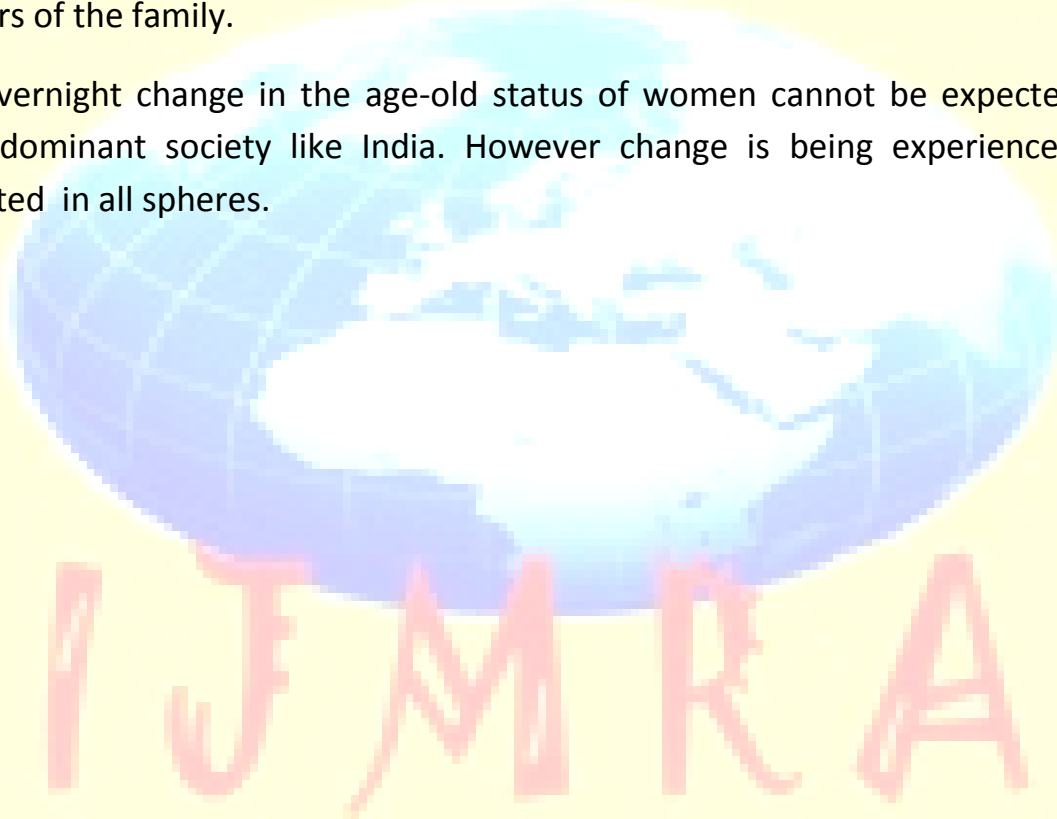 rs of the family.
vernight change in the age-old status of women cannot be expecte
dominant society like India. However change is being experience
ted in all spheres.
IJMRA